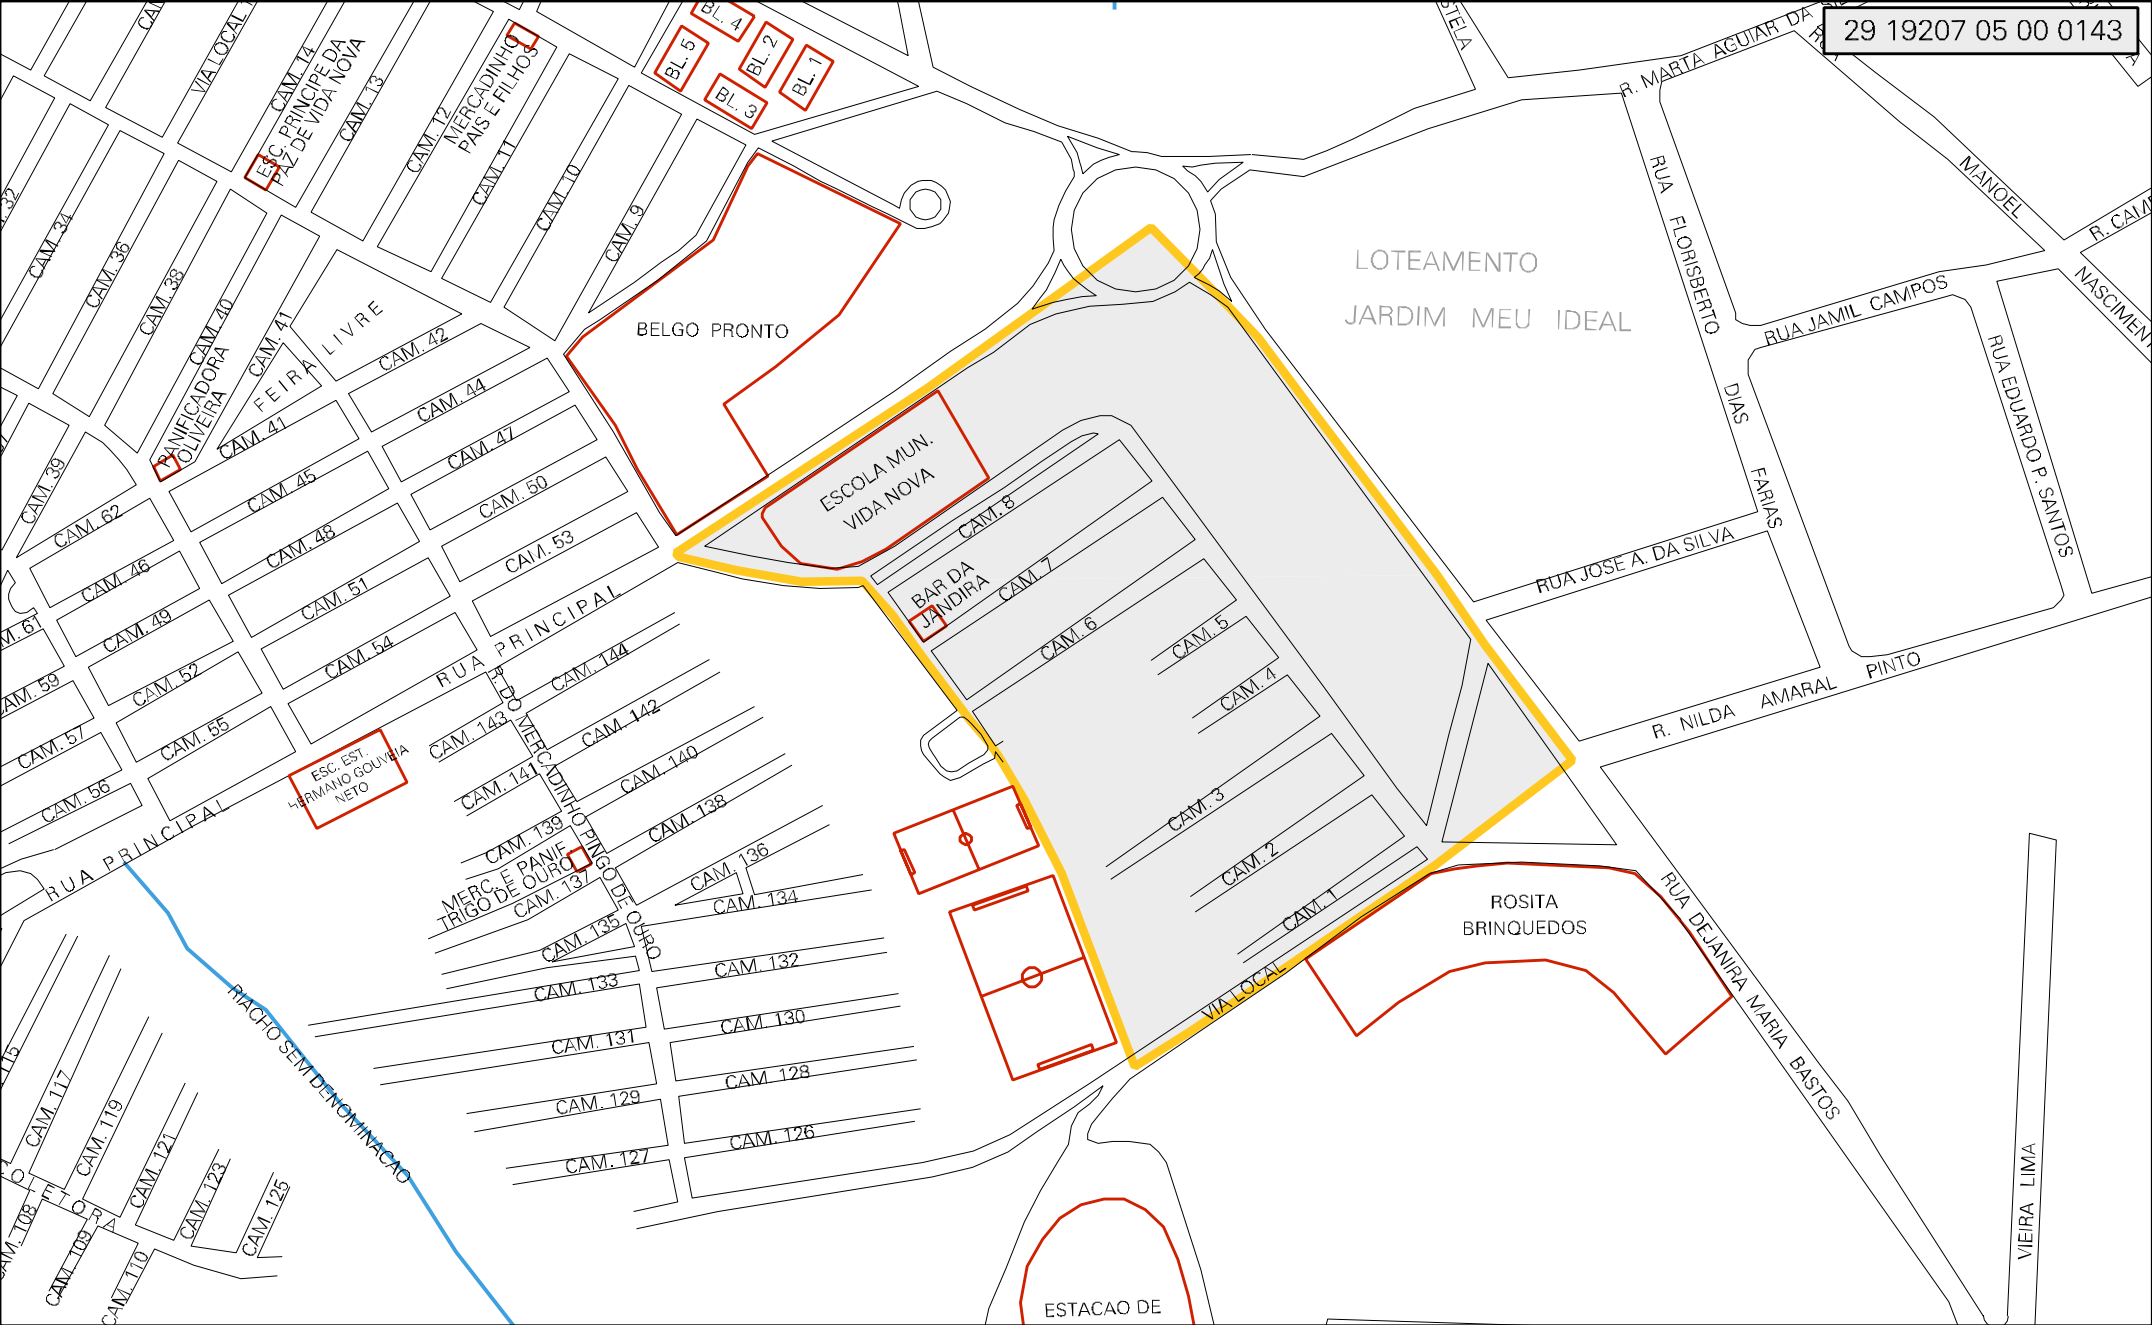 29 19207 05 00 0143
BL. 4
BL. 5
BL. 2
BL. 1
BL. 3
VIA LOCAL
CAM. 14
ESC. PRINCIPE DA
PAZ DE VIDA NOVA
CAM. 13
CAM. 12
MERCADINHO
PAIS E FILHOS
CAM. 11
CAM. 10
CAM. 9
CAM. 34
CAM. 36
CAM. 38
CAM. 40
CAM. 41
PANIFICADORA
OLIVEIRA
FEIRA LIVRE
CAM. 42
CAM. 44
CAM. 41
CAM. 47
CAM. 45
CAM. 50
CAM. 48
CAM. 53
CAM. 51
CAM. 54
CAM. 39
CAM. 62
CAM. 46
CAM. 49
CAM. 52
CAM. 55
CAM. 61
CAM. 59
CAM. 57
CAM. 56
RUA PRINCIPAL
RUA PRINCIPAL
BELGO PRONTO
ESCOLA MUN.
VIDA NOVA
LOTEAMENTO
JARDIM MEU IDEAL
R. MARTA AGUIAR DA
MANOEL
NASCIMENT
RUA FLORISBERTO DIAS FARIAS
RUA JAMIL CAMPOS
RUA EDUARDO P. SANTOS
RUA JOSE A. DA SILVA
R. NILDA AMARAL PINTO
CAM. 8
BAR DA
JANDIRA
CAM. 7
CAM. 6
CAM. 5
CAM. 4
CAM. 3
CAM. 2
CAM. 1
VIA LOCAL
ROSITA
BRINQUEDOS
RUA DEJANIRA MARIA BASTOS
VIEIRA LIMA
ESC. EST.
HERMANO GOUVEIA
NETO
R. DO MERCADINHO PINGO DE OURO
CAM. 144
CAM. 143
CAM. 142
CAM. 141
CAM. 140
CAM. 139
CAM. 138
MERC. E PANIF.
TRIGO DE OURO
CAM. 137
CAM. 136
CAM. 135
CAM. 134
CAM. 133
CAM. 132
CAM. 131
CAM. 130
CAM. 129
CAM. 128
CAM. 127
CAM. 126
RIACHO SEM DENOMINACAO
115
CAM. 117
CAM. 119
CAM. 121
CAM. 123
CAM. 125
CAM. 108
CAM. 109
CAM. 110
ESTACAO DE